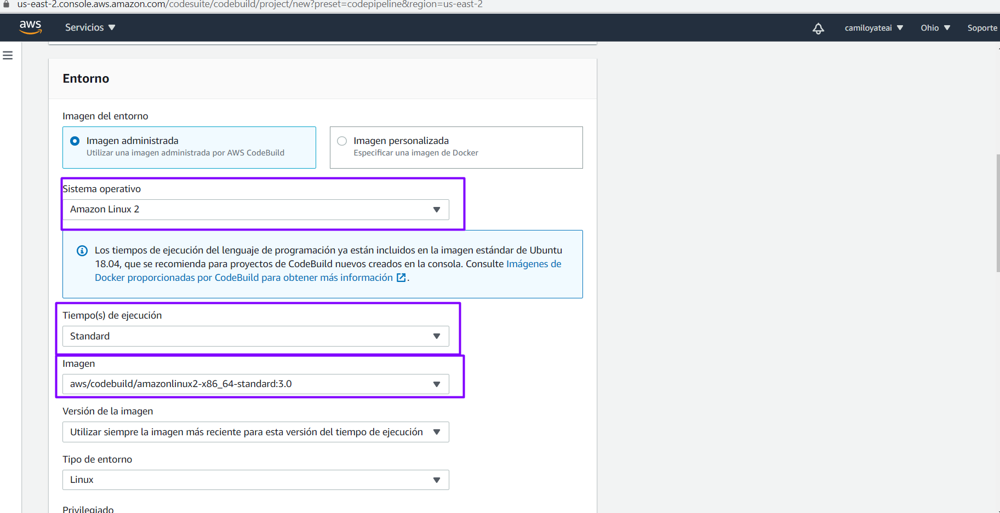 us-east-2.console.aws.amazon.com/codesuite/codebuild/project/new?preset=codepipeline&region=us-east-2
aws Servicios camiloyateai Ohio Soporte
Entorno
Imagen del entorno
Imagen administrada
Utilizar una imagen administrada por AWS CodeBuild
Imagen personalizada
Especificar una imagen de Docker
Sistema operativo
Amazon Linux 2
Los tiempos de ejecución del lenguaje de programación ya están incluidos en la imagen estándar de Ubuntu
18.04, que se recomienda para proyectos de CodeBuild nuevos creados en la consola. Consulte Imágenes de
Docker proporcionadas por CodeBuild para obtener más información .
Tiempo(s) de ejecución
Standard
Imagen
aws/codebuild/amazonlinux2-x86_64-standard:3.0
Versión de la imagen
Utilizar siempre la imagen más reciente para esta versión del tiempo de ejecución
Tipo de entorno
Linux
Privilegiado